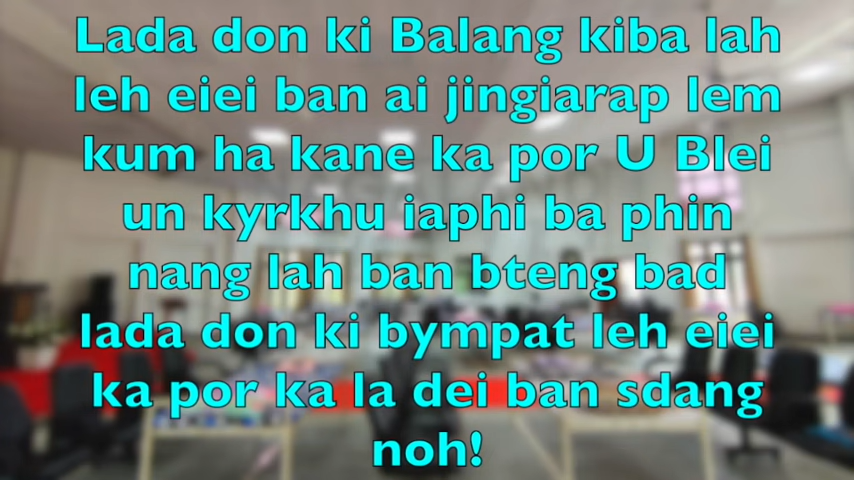 Lada don ki Balang kiba lah
leh eiei ban ai jingiarap lem
kum ha kane ka por U Blei
un kyrkhu iaphi ba phin
nang lah ban bteng bad
lada don ki bympat leh eiei
ka por ka la dei ban sdang
noh!